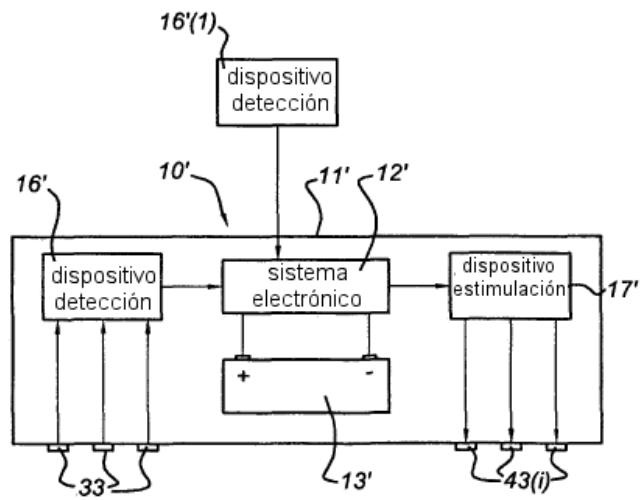 16'(1)
dispositivo
detección
10'
11'
12'
16'
dispositivo
detección
sistema
electrónico
dispositivo
estimulación
17'
+ -
33
13'
43(i)